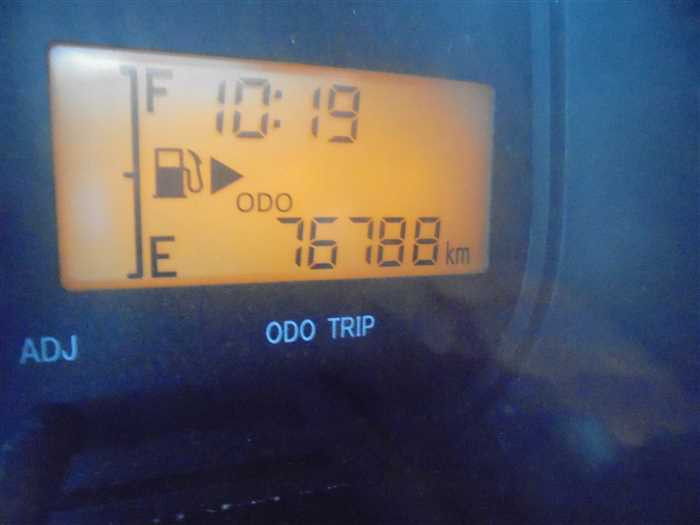 F 10:19
ODO
E 76788 km
ODO TRIP
ADJ